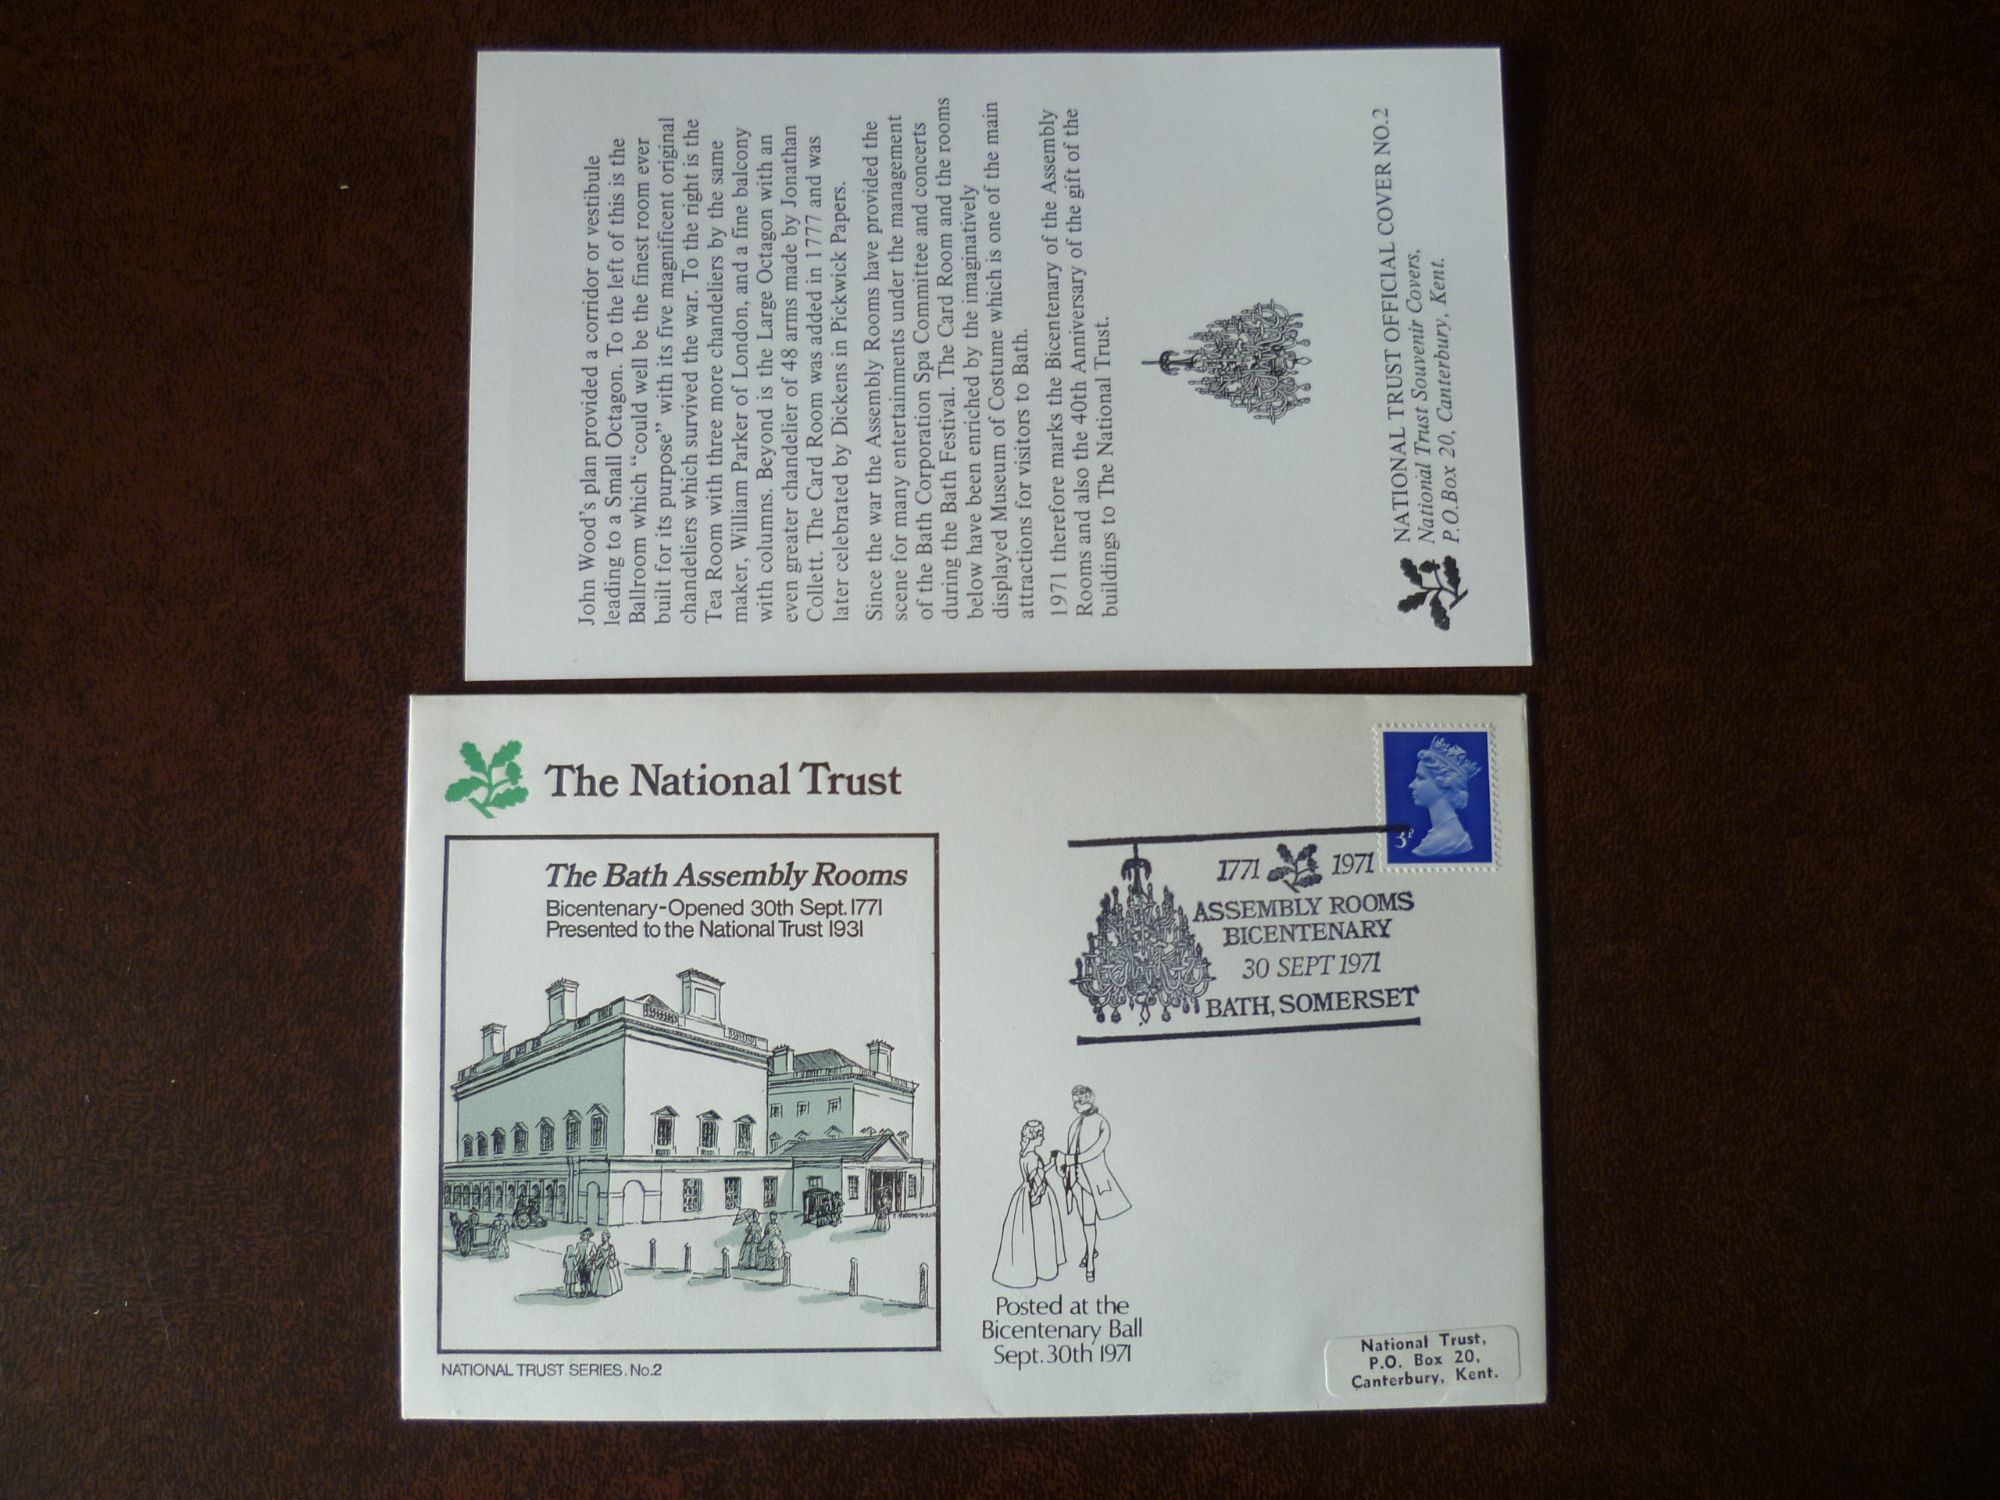 John Wood's plan provided a corridor or vestibule
leading to a Small Octagon. To the left of this is the
Ballroom which "could well be the finest room ever
built for its purpose" with its five magnificent original
chandeliers which survived the war. To the right is the
Tea Room with three more chandeliers by the same
maker, William Parker of London, and a fine balcony
with columns. Beyond is the Large Octagon with an
even greater chandelier of 48 arms made by Jonathan
Collett. The Card Room was added in 1777 and was
later celebrated by Dickens in Pickwick Papers.
Since the war the Assembly Rooms have provided the
scene for many entertainments under the management
of the Bath Corporation Spa Committee and concerts
during the Bath Festival. The Card Room and the rooms
below have been enriched by the imaginatively
displayed Museum of Costume which is one of the main
attractions for visitors to Bath.
1971 therefore marks the Bicentenary of the Assembly
Rooms and also the 40th Anniversary of the gift of the
buildings to The National Trust.
NATIONAL TRUST OFFICIAL COVER NO.2
National Trust Souvenir Covers,
P.O.Box 20, Canterbury, Kent.
The National Trust
The Bath Assembly Rooms
Bicentenary-Opened 30th Sept. 1771
Presented to the National Trust 1931
NATIONAL TRUST SERIES. No.2
3P
1771 1971
ASSEMBLY ROOMS
BICENTENARY
30 SEPT 1971
BATH, SOMERSET
Posted at the
Bicentenary Ball
Sept. 30th 1971
National Trust,
P.O. Box 20,
Canterbury, Kent.